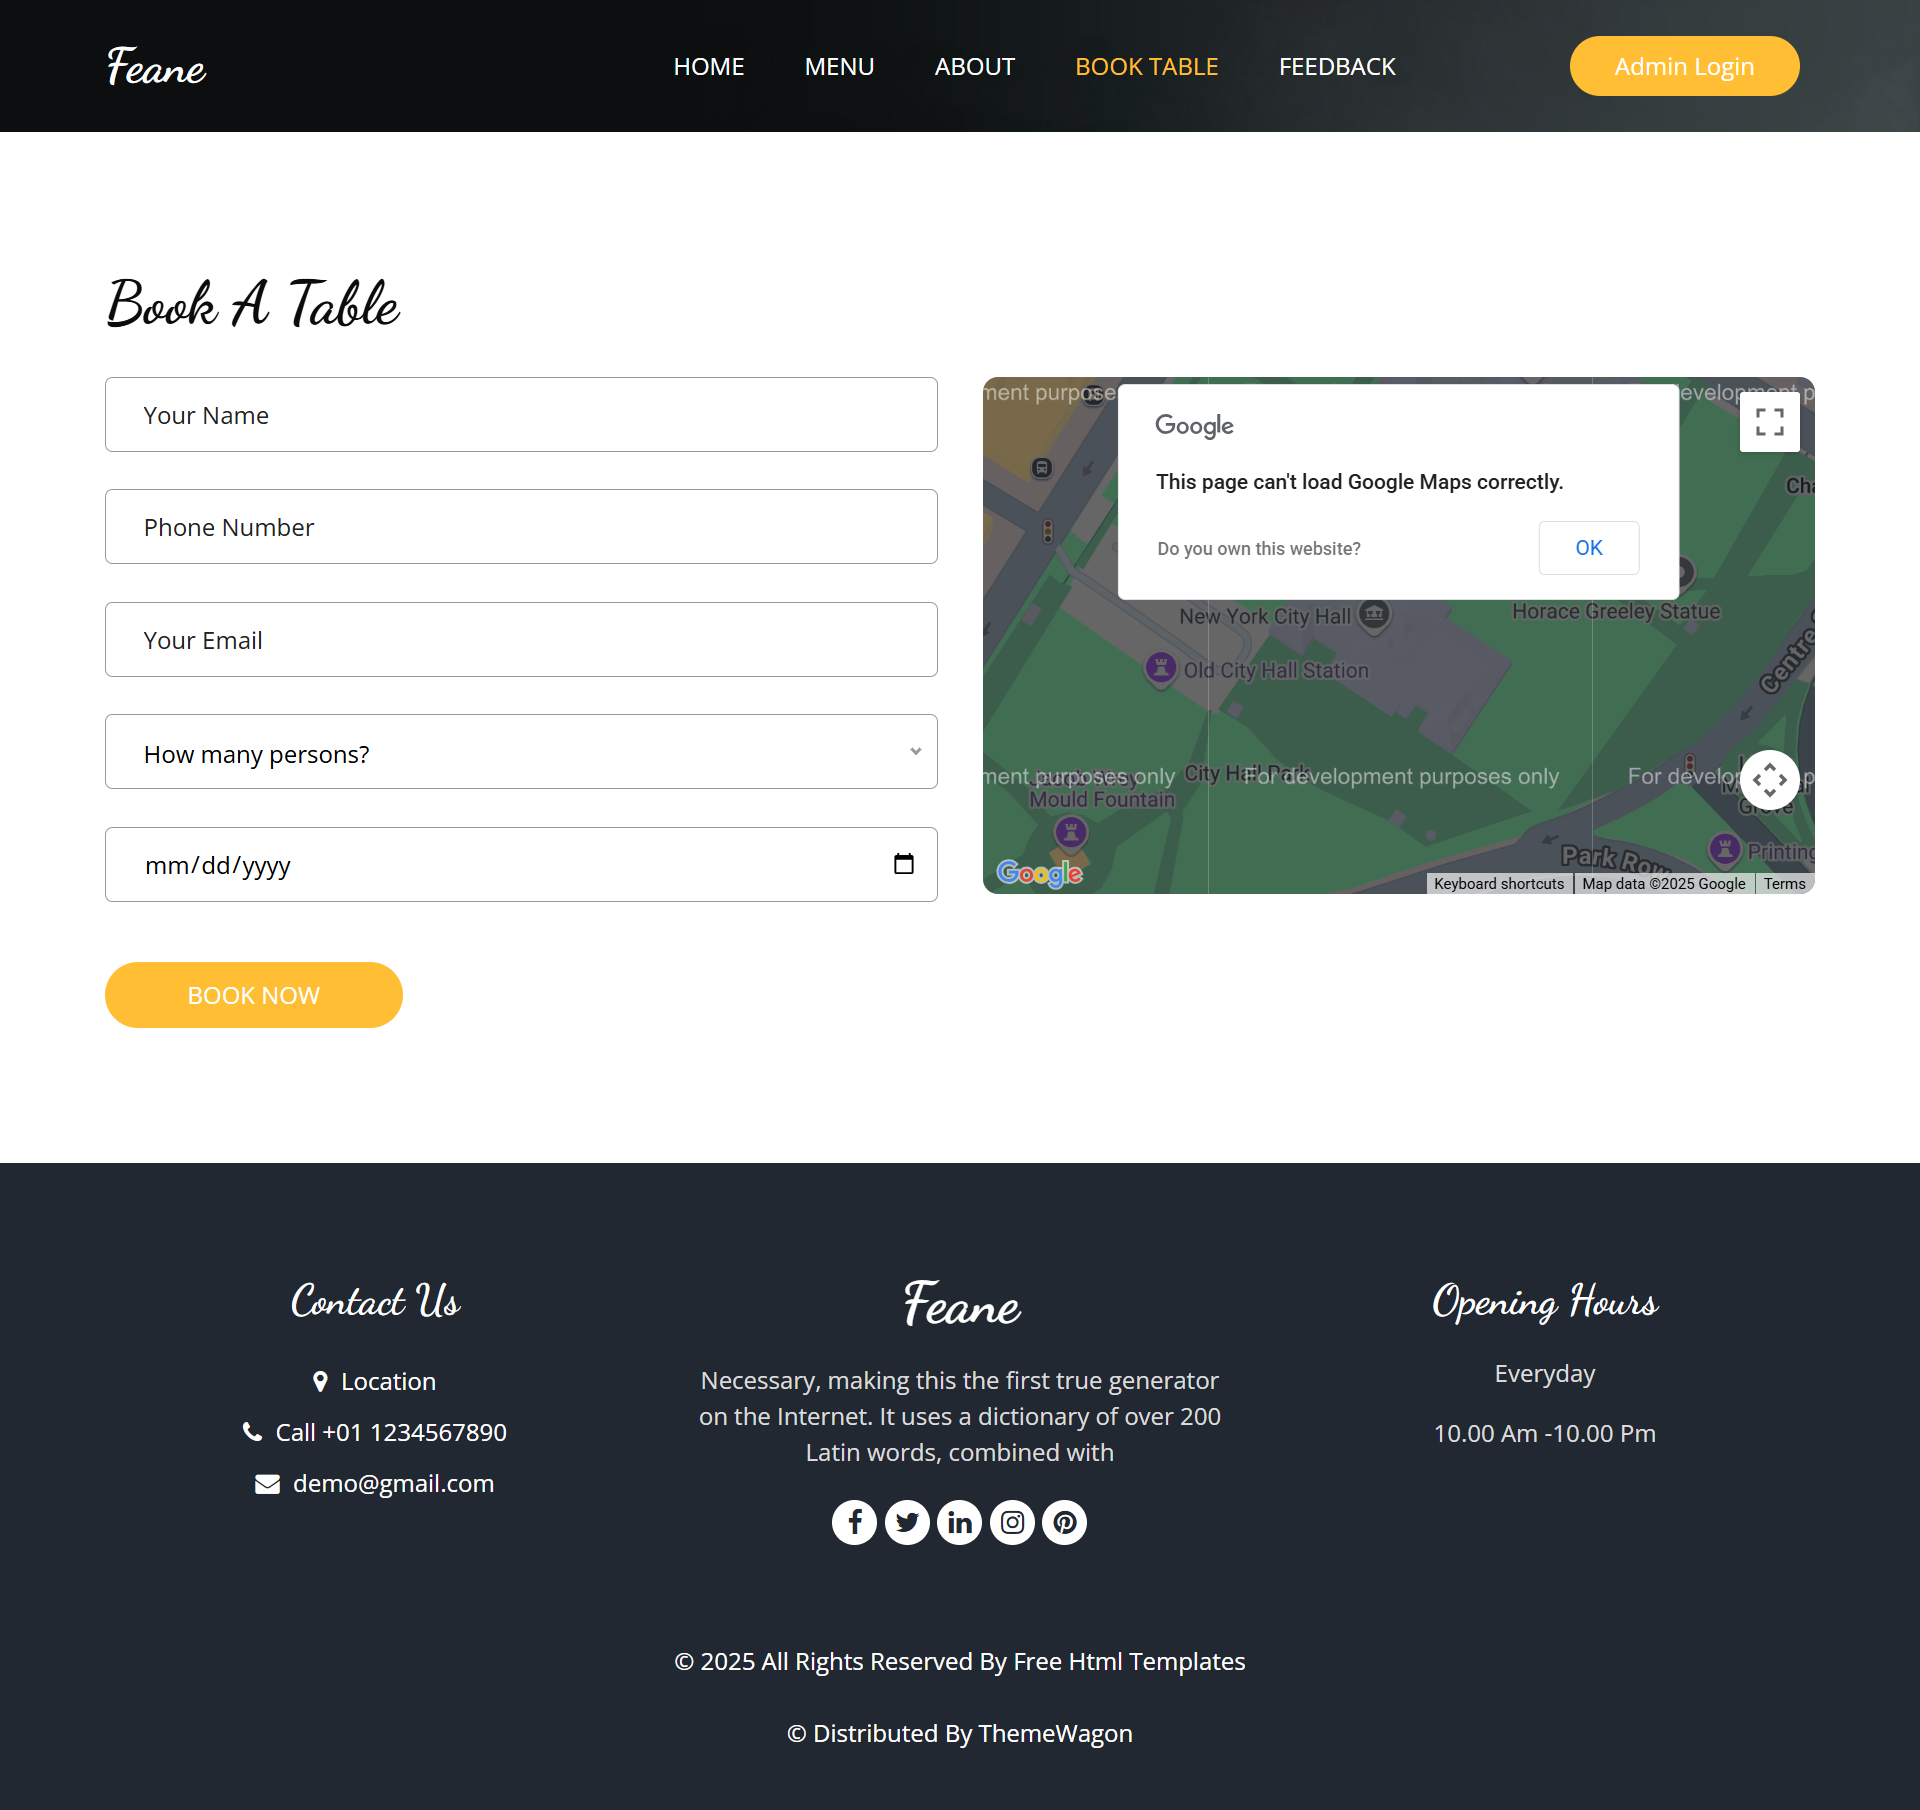 Feane
HOME MENU ABOUT BOOK TABLE FEEDBACK
Admin Login
Book A Table
Your Name
Phone Number
Your Email
How many persons?
mm/dd/yyyy
BOOK NOW
ment purpose
Google
This page can't load Google Maps correctly.
Do you own this website?
OK
Cha
New York City Hall
Horace Greeley Statue
Old City Hall Station
Centre
ment purposes only
City Hall Park
For development purposes only
For develop
Mould Fountain
Grove
Park Row
Printing
Google
Keyboard shortcuts
Map data ©2025 Google
Terms
Contact Us
Location
Call +01 1234567890
demo@gmail.com
Feane
Necessary, making this the first true generator
on the Internet. It uses a dictionary of over 200
Latin words, combined with
Opening Hours
Everyday
10.00 Am -10.00 Pm
© 2025 All Rights Reserved By Free Html Templates
© Distributed By ThemeWagon